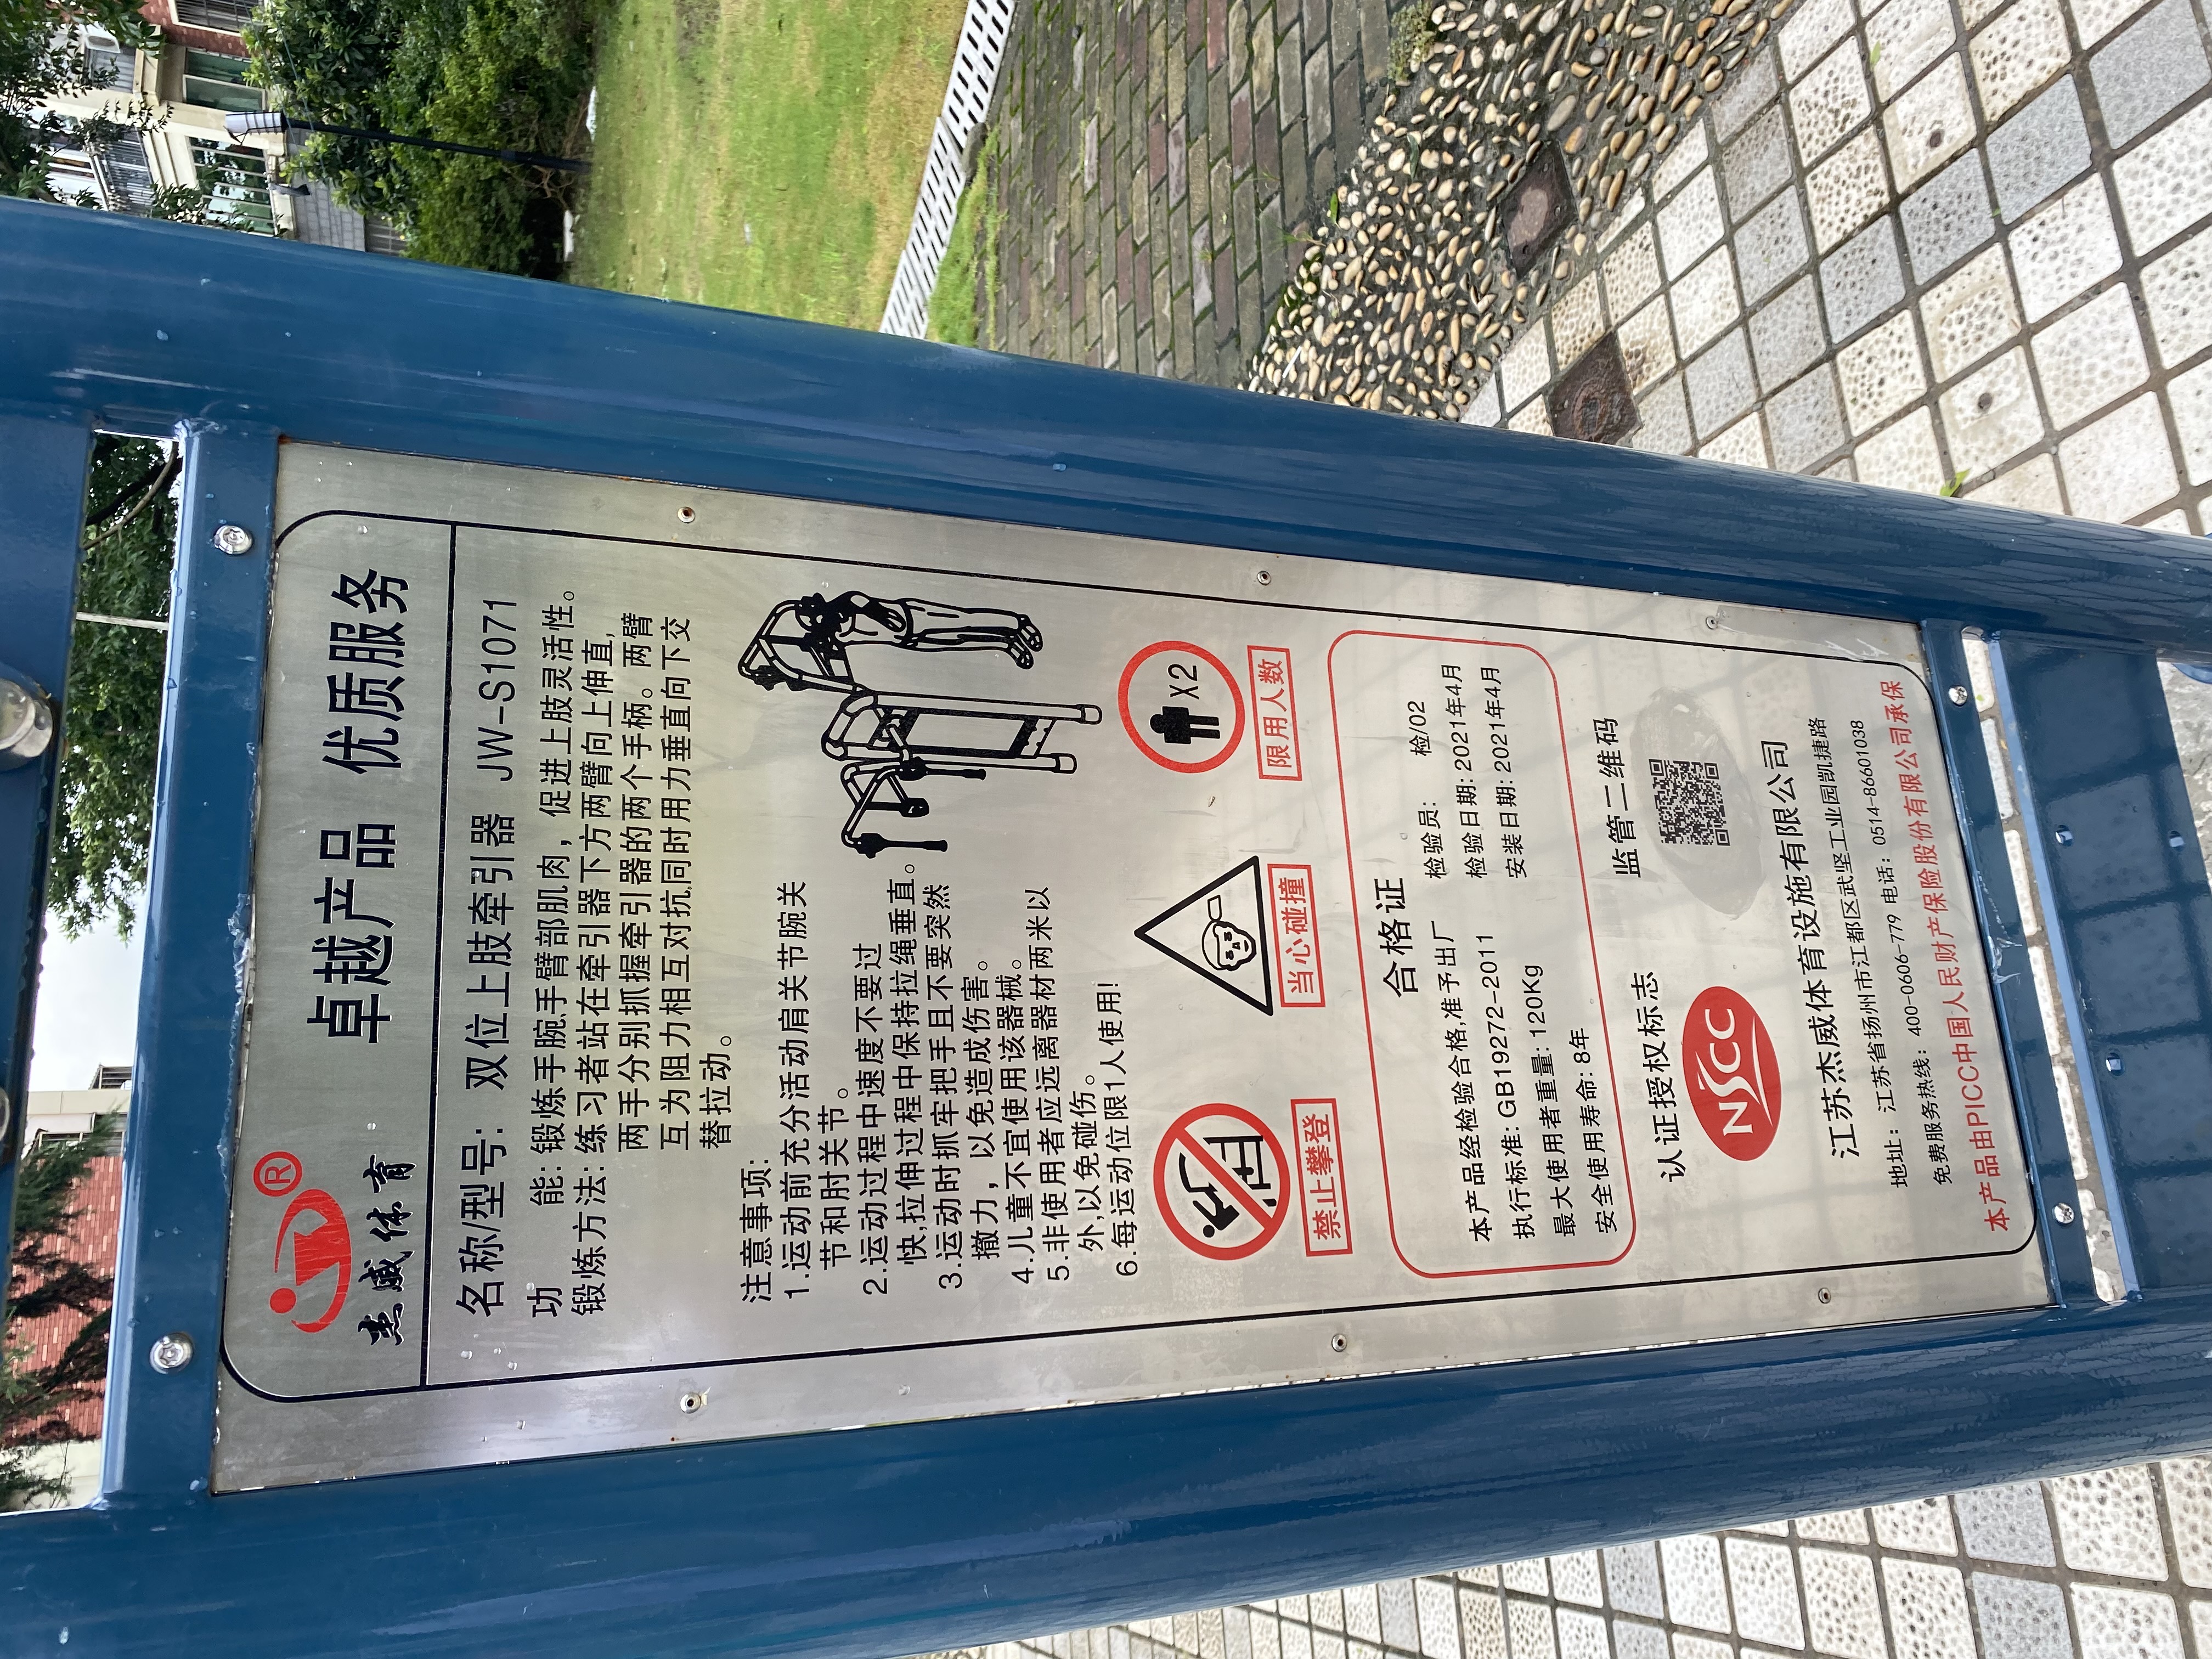 ®
杰威体育
卓越产品 优质服务
名称/型号: 双位上肢牵引器 JW-S1071
功 能: 锻炼手腕手臂部肌肉，促进上肢灵活性。
锻炼方法: 练习者站在牵引器下方两臂向上伸直,
两手分别抓握牵引器的两个手柄。两臂
互为阻力相互对抗同时用力垂直向下交
替拉动。
注意事项:
1.运动前充分活动肩关节腕关
节和肘关节。
2.运动过程中速度不要过
快,拉伸过程中保持拉绳垂直。
3.运动时抓牢把手且不要突然
撤力，以免造成伤害。
4.儿童不宜使用该器械。
5.非使用者应远离器材两米以
外,以免碰伤。
6.每运动位限1人使用!
X2
禁止攀登
当心碰撞
限用人数
合格证
本产品经检验合格,准予出厂
执行标准: GB19272-2011
最大使用者重量: 120Kg
安全使用寿命: 8年
检验员: 检/02
检验日期: 2021年4月
安装日期: 2021年4月
认证授权标志
NSCC
监管二维码
江苏杰威体育设施有限公司
地址: 江苏省扬州市江都区武坚工业园凯捷路
免费服务热线: 400-0606-779 电话: 0514-86601038
本产品由PICC中国人民财产保险股份有限公司承保